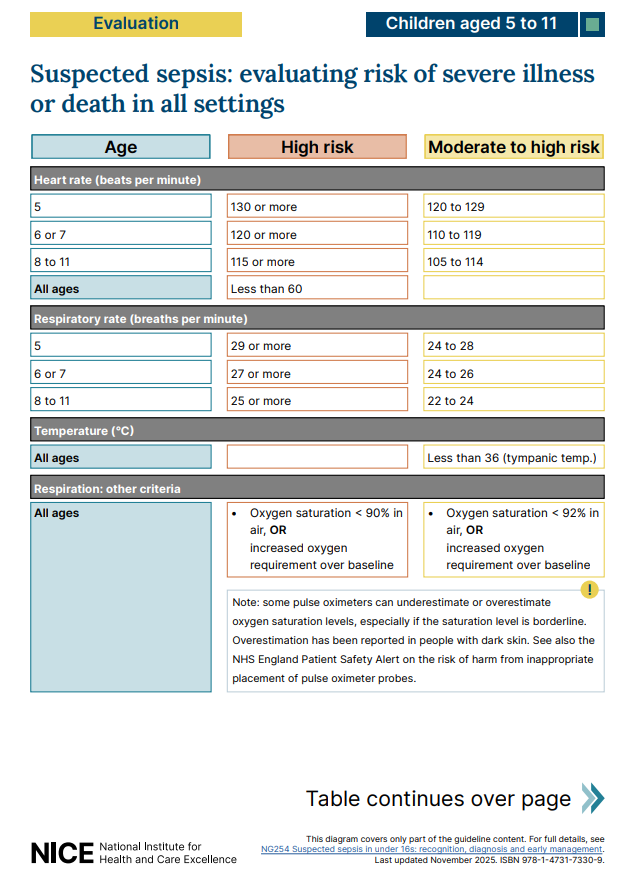 Evaluation
Children aged 5 to 11
Suspected sepsis: evaluating risk of severe illness
or death in all settings
Age
High risk
Moderate to high risk
Heart rate (beats per minute)
5
130 or more
120 to 129
6 or 7
120 or more
110 to 119
8 to 11
115 or more
105 to 114
All ages
Less than 60
Respiratory rate (breaths per minute)
5
29 or more
24 to 28
6 or 7
27 or more
24 to 26
8 to 11
25 or more
22 to 24
Temperature (°C)
All ages
Less than 36 (tympanic temp.)
Respiration: other criteria
All ages
• Oxygen saturation < 90% in
air, OR
increased oxygen
requirement over baseline
• Oxygen saturation < 92% in
air, OR
increased oxygen
requirement over baseline
!
Note: some pulse oximeters can underestimate or overestimate
oxygen saturation levels, especially if the saturation level is borderline.
Overestimation has been reported in people with dark skin. See also the
NHS England Patient Safety Alert on the risk of harm from inappropriate
placement of pulse oximeter probes.
Table continues over page
NICE National Institute for
Health and Care Excellence
This diagram covers only part of the guideline content. For full details, see
NG254 Suspected sepsis in under 16s: recognition, diagnosis and early management.
Last updated November 2025. ISBN 978-1-4731-7330-9.